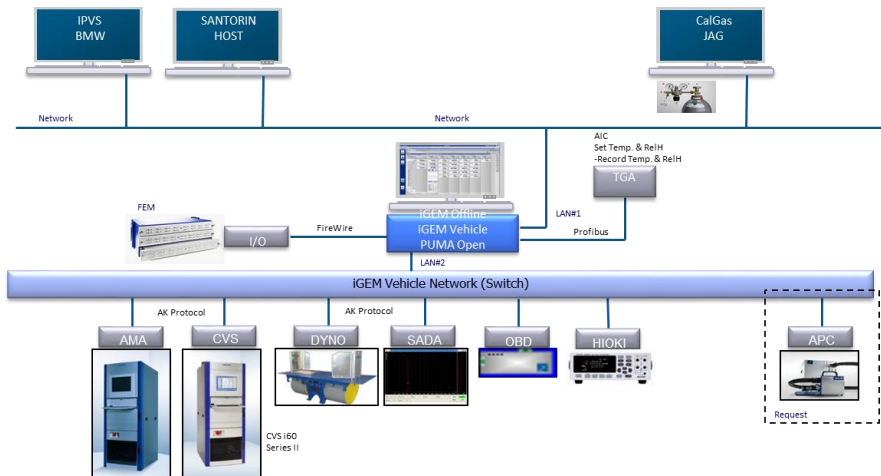 IPVS
BMW
SANTORIN
HOST
CalGas
JAG
Network
Network
AIC
Set Temp. & RelH
-Record Temp. & RelH
TGA
FEM
I/O
FireWire
iGEM Offline
iGEM Vehicle
PUMA Open
LAN#1
Profibus
LAN#2
iGEM Vehicle Network (Switch)
AK Protocol
AK Protocol
AMA
CVS
DYNO
SADA
OBD
HIOKI
APC
CVS i60
Series II
Request